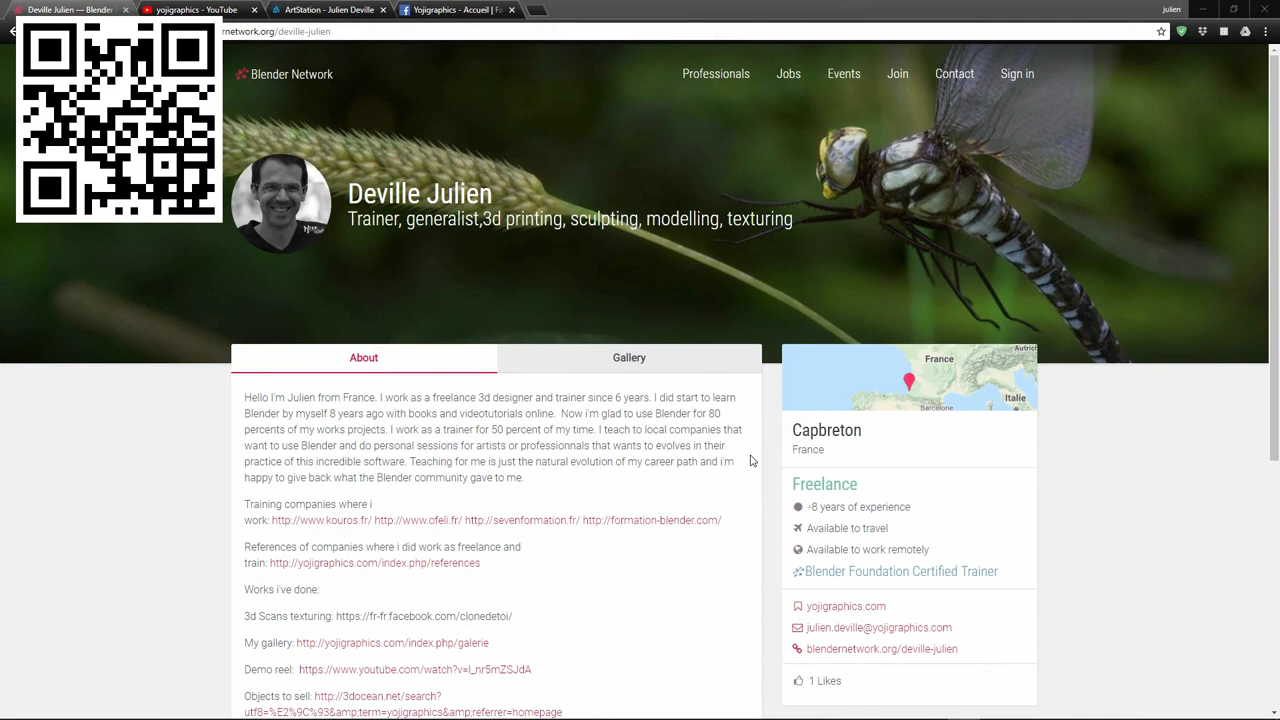 Deville Julien — Blender
yojigraphics - YouTube
ArtStation - Julien Deville
Yojigraphics - Accueil | Fa
julien
rnetwork.org/deville-julien
Blender Network
Professionals
Jobs
Events
Join
Contact
Sign in
Deville Julien
Trainer, generalist,3d printing, sculpting, modelling, texturing
About
Gallery
Hello I'm Julien from France. I work as a freelance 3d designer and trainer since 6 years. I did start to learn
Blender by myself 8 years ago with books and videotutorials online.  Now i'm glad to use Blender for 80
percents of my works projects. I work as a trainer for 50 percent of my time. I teach to local companies that
want to use Blender and do personal sessions for artists or professionnals that wants to evolves in their
practice of this incredible software. Teaching for me is just the natural evolution of my career path and i'm
happy to give back what the Blender community gave to me.
Training companies where i
work: http://www.kouros.fr/ http://www.ofeli.fr/ http://sevenformation.fr/ http://formation-blender.com/
References of companies where i did work as freelance and
train: http://yojigraphics.com/index.php/references
Works i've done:
3d Scans texturing: https://fr-fr.facebook.com/clonedetoi/
My gallery: http://yojigraphics.com/index.php/galerie
Demo reel:  https://www.youtube.com/watch?v=I_nr5mZSJdA
Objects to sell: http://3docean.net/search?
utf8=%E2%9C%93&amp;term=yojigraphics&amp;referrer=homepage
France
Autrich
Italie
Barcelone
Capbreton
France
Freelance
+8 years of experience
Available to travel
Available to work remotely
Blender Foundation Certified Trainer
yojigraphics.com
julien.deville@yojigraphics.com
blendernetwork.org/deville-julien
1 Likes